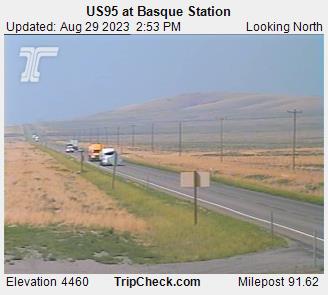 US95 at Basque Station
Updated: Aug 29 2023 2:53 PM Looking North
Elevation 4460 TripCheck.com Milepost 91.62